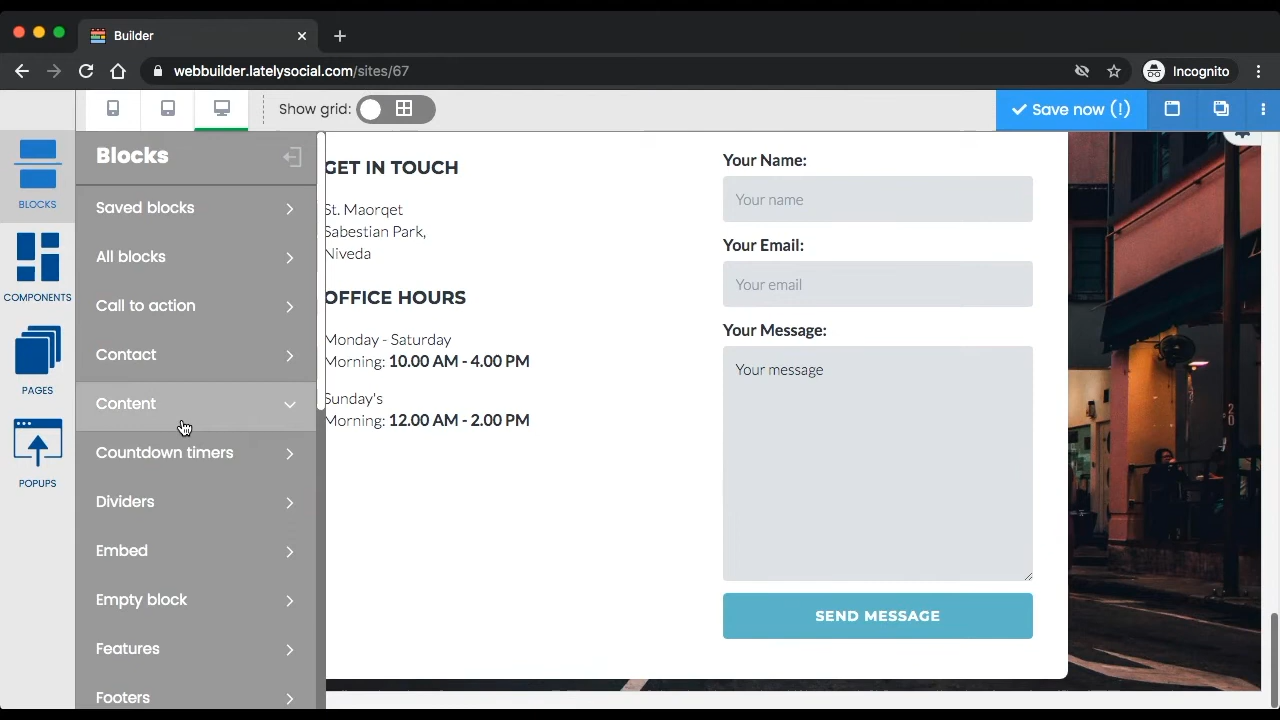 Builder
webbuilder.latelysocial.com/sites/67
Incognito
Show grid:
Save now (!)
BLOCKS
COMPONENTS
PAGES
POPUPS
Blocks
Saved blocks
All blocks
Call to action
Contact
Content
Countdown timers
Dividers
Embed
Empty block
Features
Footers
GET IN TOUCH
St. Maorqet
Sabestian Park,
Niveda
OFFICE HOURS
Monday - Saturday
Morning: 10.00 AM - 4.00 PM
Sunday's
Morning: 12.00 AM - 2.00 PM
Your Name:
Your name
Your Email:
Your email
Your Message:
Your message
SEND MESSAGE